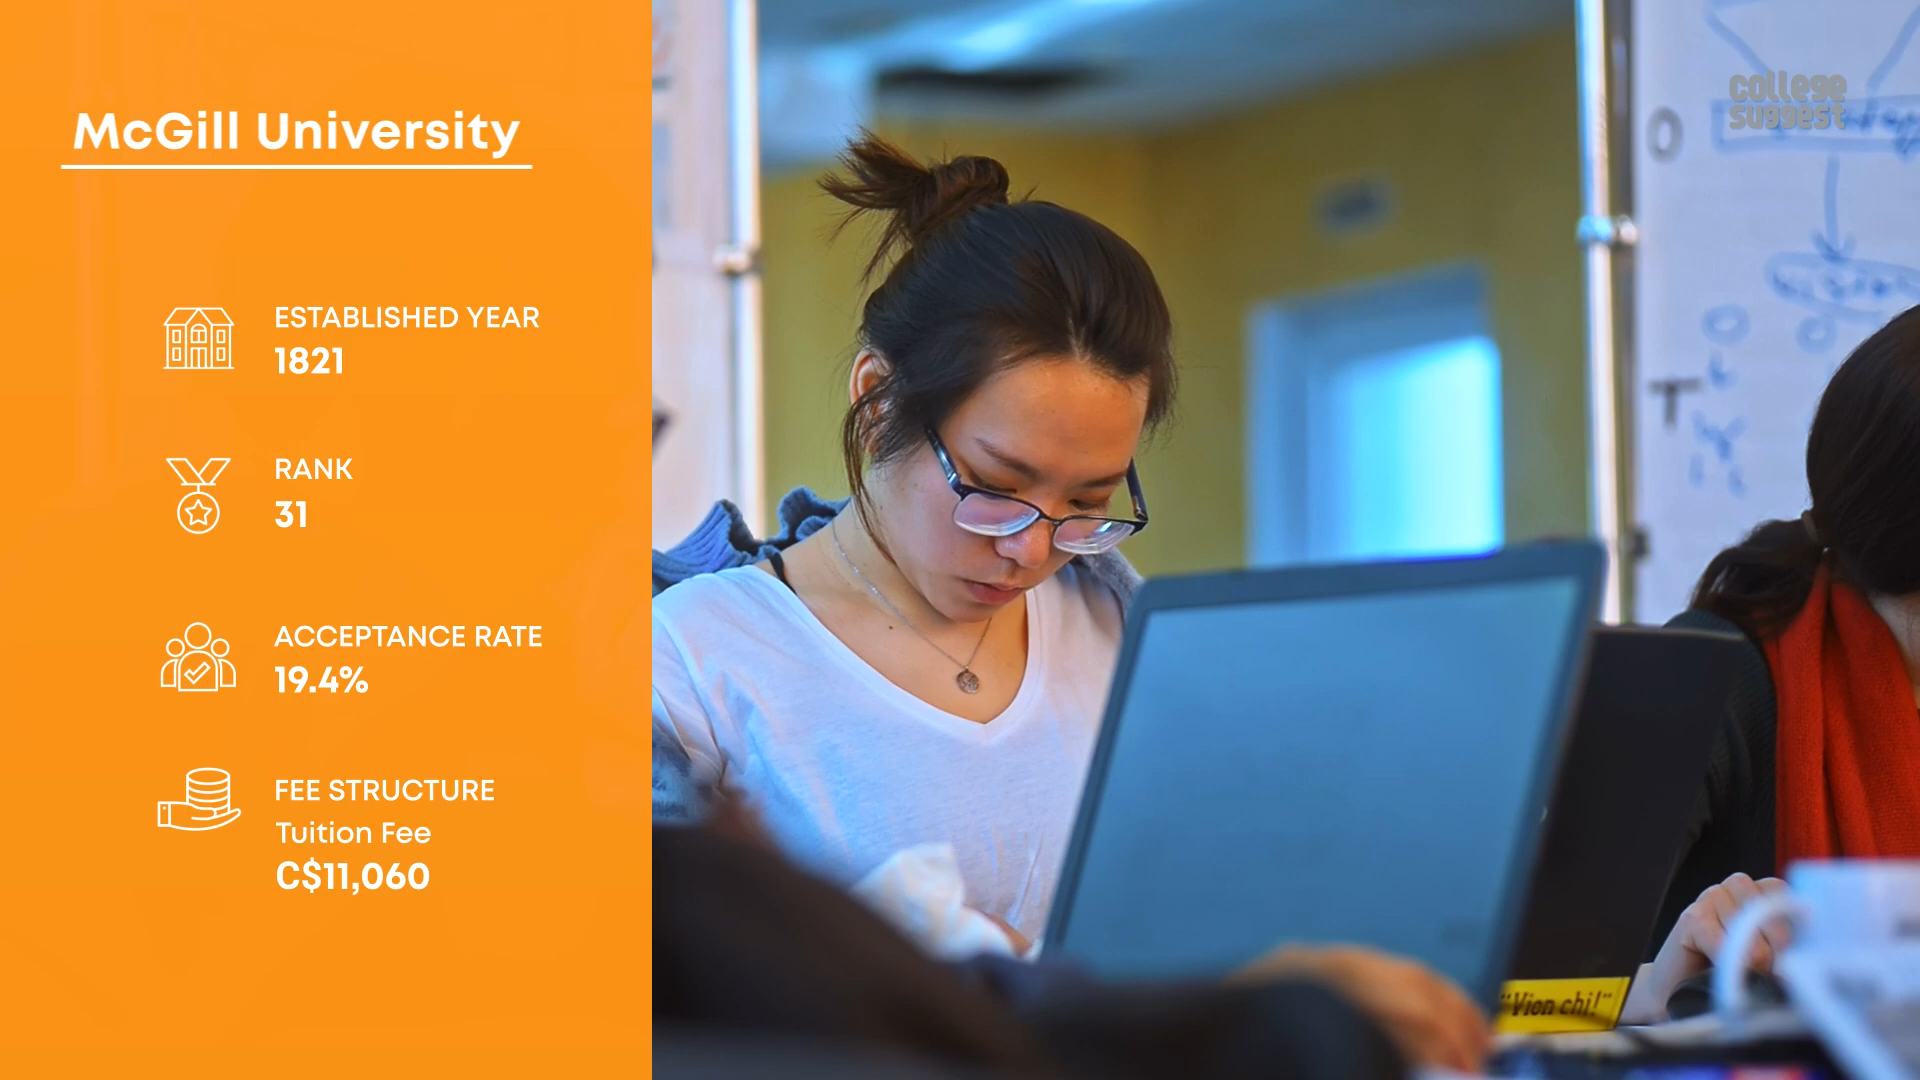 McGill University
ESTABLISHED YEAR
1821
RANK
31
ACCEPTANCE RATE
19.4%
FEE STRUCTURE
Tuition Fee
C$11,060
college
suggest
O
T
"Vion chi!"